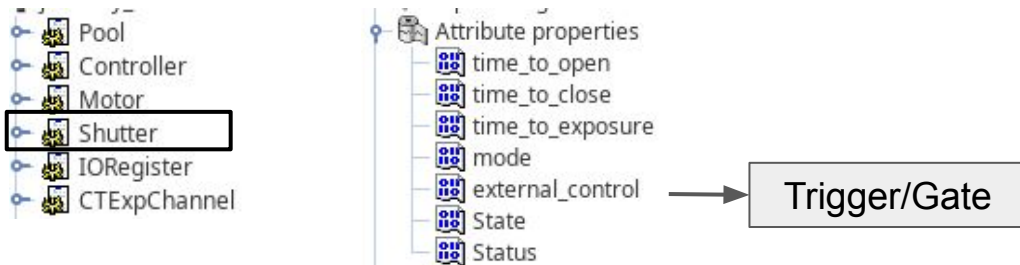 Pool
Controller
Motor
Shutter
IORegister
CTExpChannel
Attribute properties
time_to_open
time_to_close
time_to_exposure
mode
external_control
State
Status
Trigger/Gate